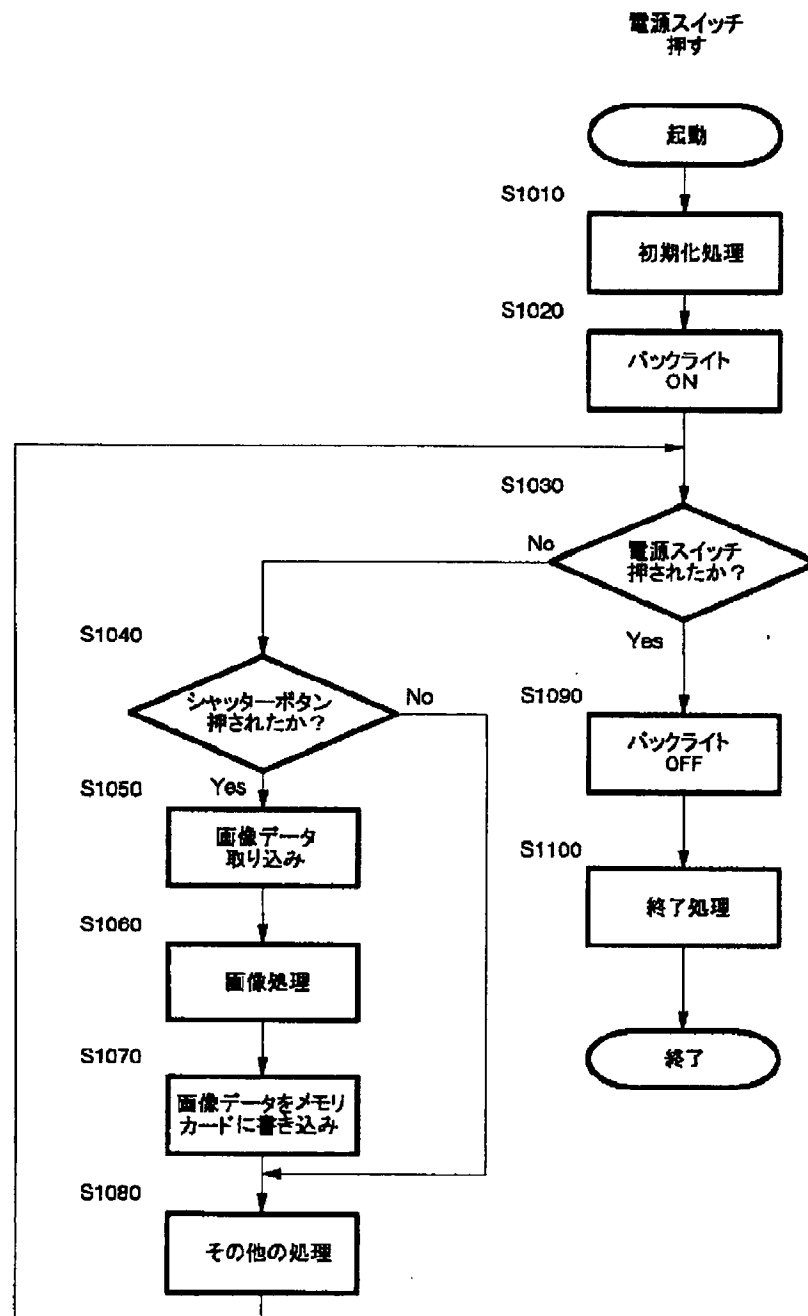 電源スイッチ
押す
起動
S1010
初期化処理
S1020
バックライト
ON
S1030
電源スイッチ
押されたか？
No
Yes
S1040
シャッターボタン
押されたか？
No
Yes
S1050
画像データ
取り込み
S1060
画像処理
S1070
画像データをメモリ
カードに書き込み
S1080
その他の処理
S1090
バックライト
OFF
S1100
終了処理
終了